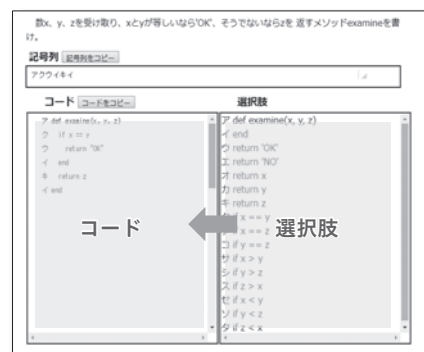 数x、y、zを受け取り、xとyが等しいなら'OK'、そうでないならzを 返すメソッドexamineを書
け。
記号列 記号列をコピー
アクウイキイ
コード コードをコピー
ア def examine(x, y, z)
ク if x == y
ウ return "OK"
イ end
キ return z
イ end
コード
選択肢
ア def examine(x, y, z)
イ end
ウ return 'OK'
エ return 'NO'
オ return x
カ return y
キ return z
ク if x == y
if x == z
コ if y == z
サ if x > y
シ if y > z
ス if z > x
セ if x < y
ソ if y < z
タ if z < x
選択肢